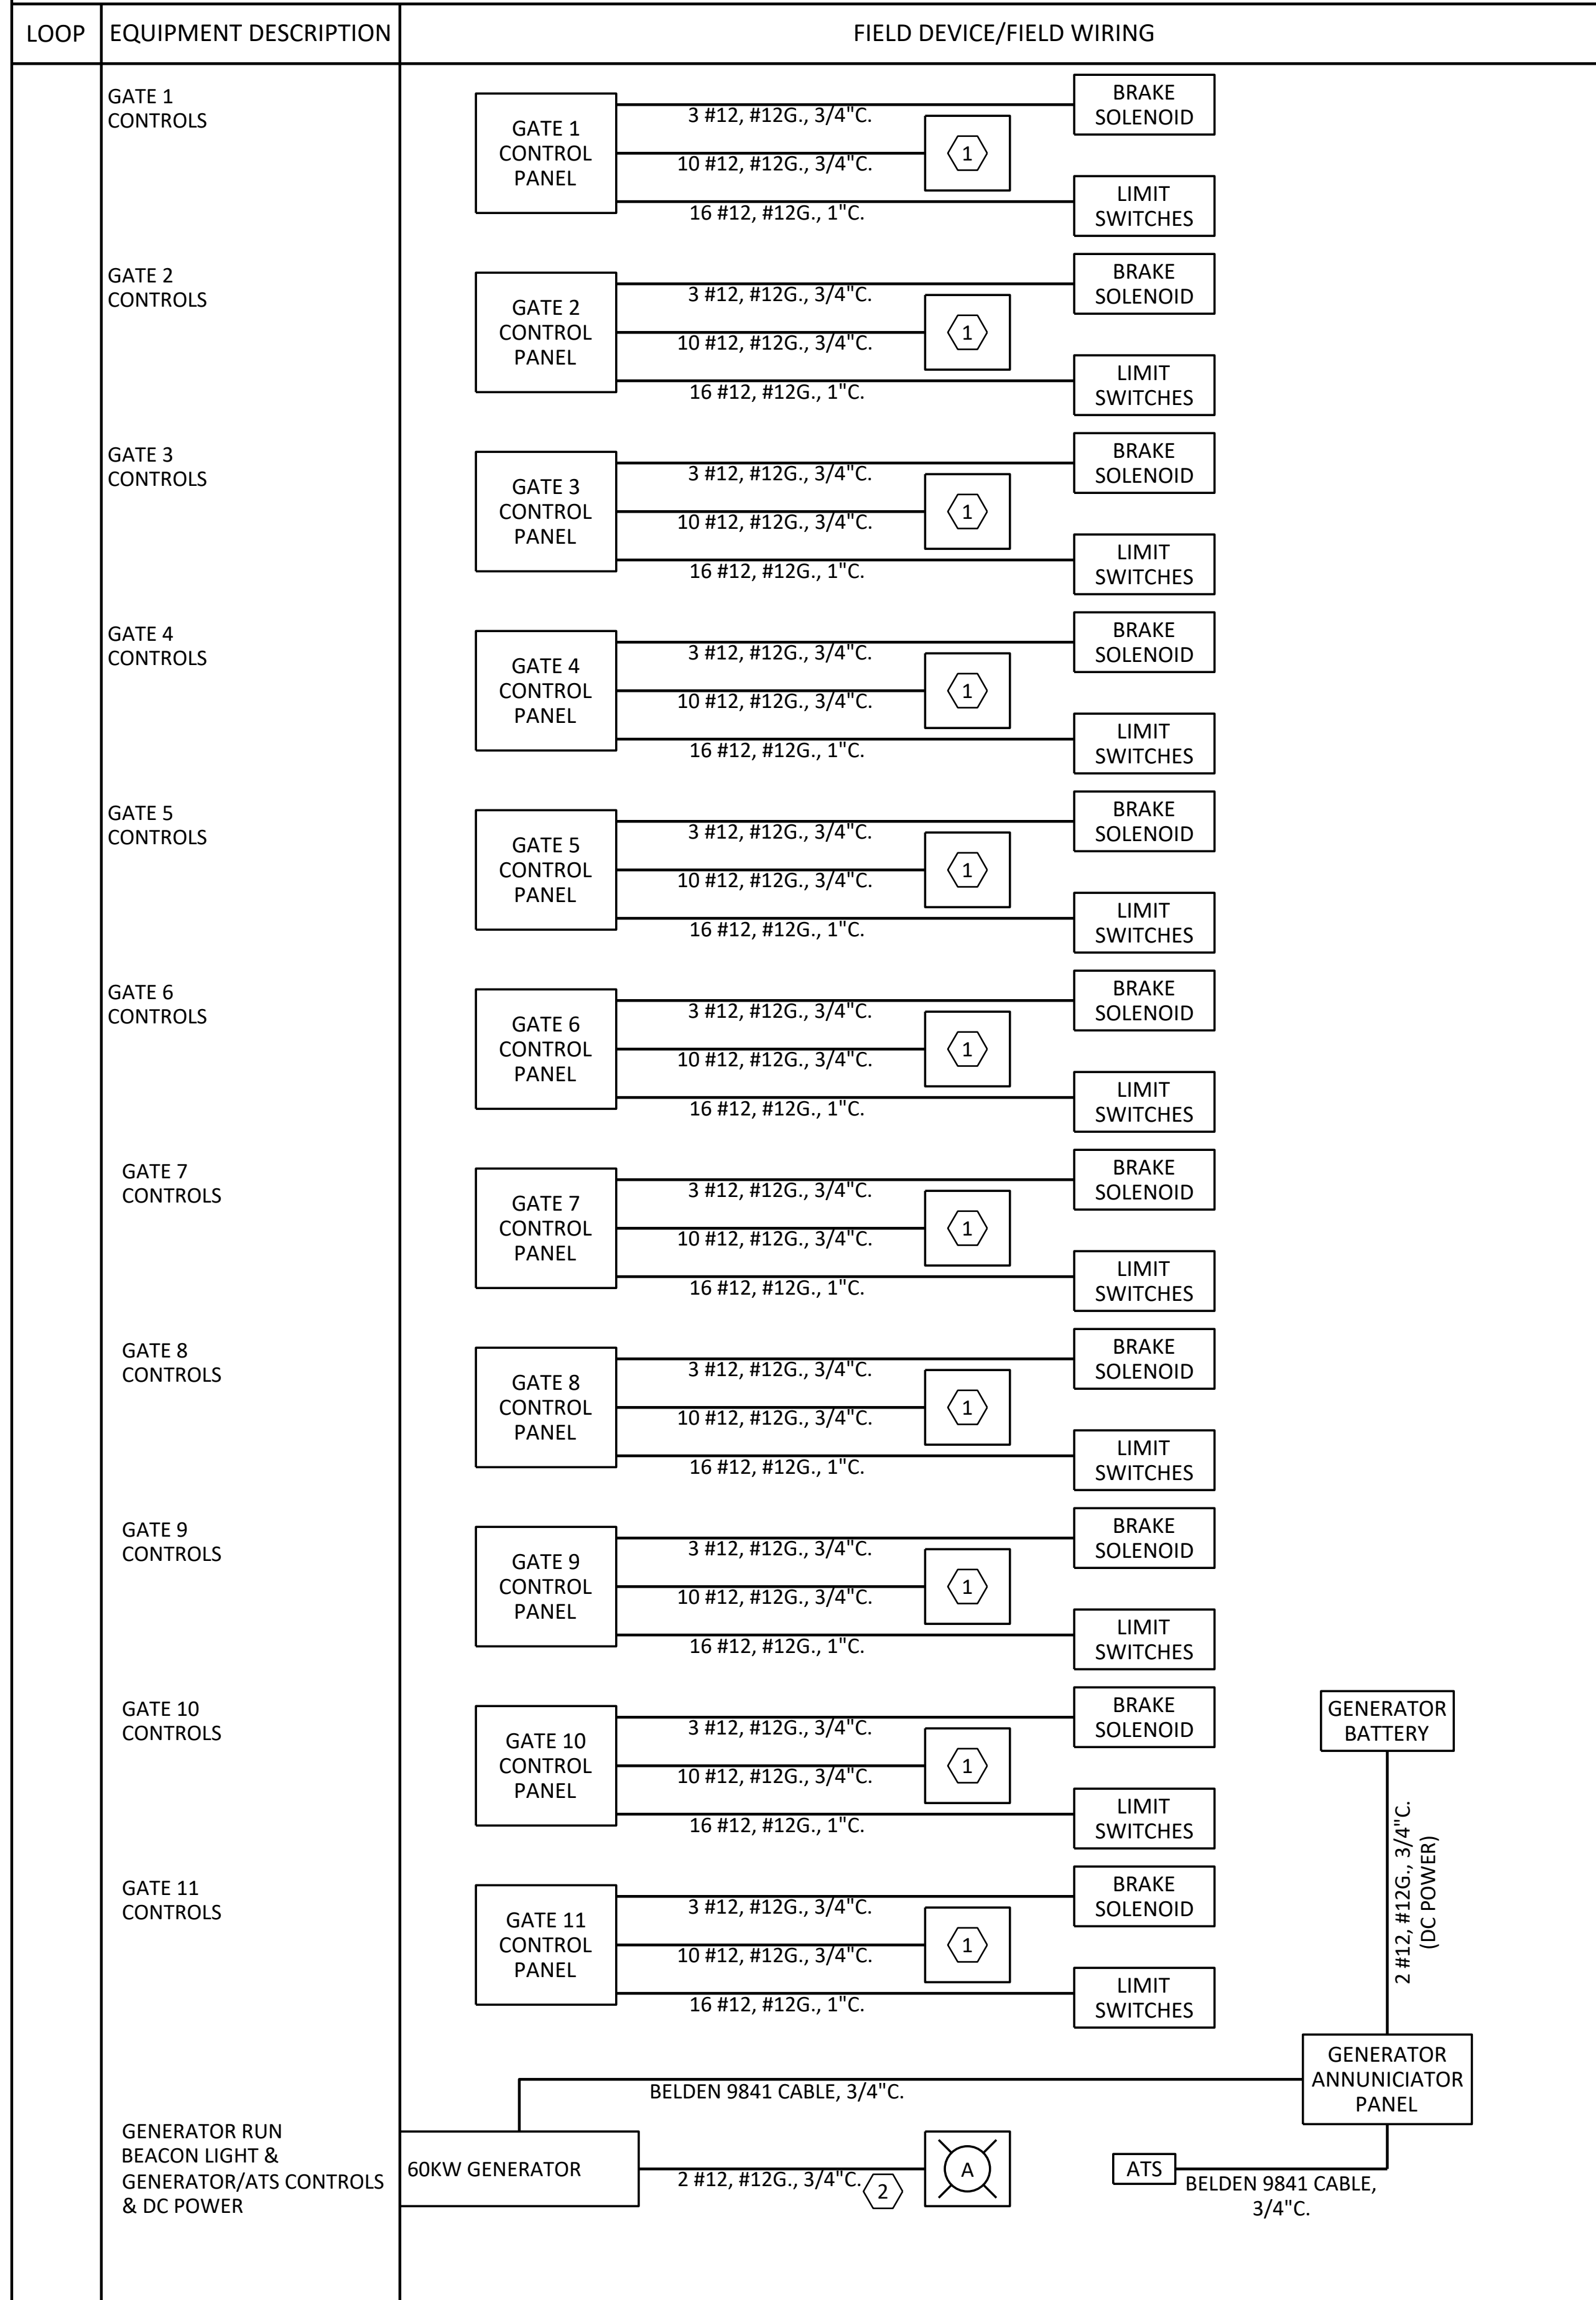 LOOP
EQUIPMENT DESCRIPTION
FIELD DEVICE/FIELD WIRING
GATE 1
CONTROLS
GATE 1
CONTROL
PANEL
3 #12, #12G., 3/4"C.
10 #12, #12G., 3/4"C.
16 #12, #12G., 1"C.
1
BRAKE
SOLENOID
LIMIT
SWITCHES
GATE 2
CONTROLS
GATE 2
CONTROL
PANEL
3 #12, #12G., 3/4"C.
10 #12, #12G., 3/4"C.
16 #12, #12G., 1"C.
1
BRAKE
SOLENOID
LIMIT
SWITCHES
GATE 3
CONTROLS
GATE 3
CONTROL
PANEL
3 #12, #12G., 3/4"C.
10 #12, #12G., 3/4"C.
16 #12, #12G., 1"C.
1
BRAKE
SOLENOID
LIMIT
SWITCHES
GATE 4
CONTROLS
GATE 4
CONTROL
PANEL
3 #12, #12G., 3/4"C.
10 #12, #12G., 3/4"C.
16 #12, #12G., 1"C.
1
BRAKE
SOLENOID
LIMIT
SWITCHES
GATE 5
CONTROLS
GATE 5
CONTROL
PANEL
3 #12, #12G., 3/4"C.
10 #12, #12G., 3/4"C.
16 #12, #12G., 1"C.
1
BRAKE
SOLENOID
LIMIT
SWITCHES
GATE 6
CONTROLS
GATE 6
CONTROL
PANEL
3 #12, #12G., 3/4"C.
10 #12, #12G., 3/4"C.
16 #12, #12G., 1"C.
1
BRAKE
SOLENOID
LIMIT
SWITCHES
GATE 7
CONTROLS
GATE 7
CONTROL
PANEL
3 #12, #12G., 3/4"C.
10 #12, #12G., 3/4"C.
16 #12, #12G., 1"C.
1
BRAKE
SOLENOID
LIMIT
SWITCHES
GATE 8
CONTROLS
GATE 8
CONTROL
PANEL
3 #12, #12G., 3/4"C.
10 #12, #12G., 3/4"C.
16 #12, #12G., 1"C.
1
BRAKE
SOLENOID
LIMIT
SWITCHES
GATE 9
CONTROLS
GATE 9
CONTROL
PANEL
3 #12, #12G., 3/4"C.
10 #12, #12G., 3/4"C.
16 #12, #12G., 1"C.
1
BRAKE
SOLENOID
LIMIT
SWITCHES
GATE 10
CONTROLS
GATE 10
CONTROL
PANEL
3 #12, #12G., 3/4"C.
10 #12, #12G., 3/4"C.
16 #12, #12G., 1"C.
1
BRAKE
SOLENOID
LIMIT
SWITCHES
GENERATOR
BATTERY
2 #12, #12G., 3/4"C.
(DC POWER)
GATE 11
CONTROLS
GATE 11
CONTROL
PANEL
3 #12, #12G., 3/4"C.
10 #12, #12G., 3/4"C.
16 #12, #12G., 1"C.
1
BRAKE
SOLENOID
LIMIT
SWITCHES
GENERATOR
ANNUNICIATOR
PANEL
BELDEN 9841 CABLE, 3/4"C.
GENERATOR RUN
BEACON LIGHT &
GENERATOR/ATS CONTROLS
& DC POWER
60KW GENERATOR
2 #12, #12G., 3/4"C.
2
A
ATS
BELDEN 9841 CABLE,
3/4"C.